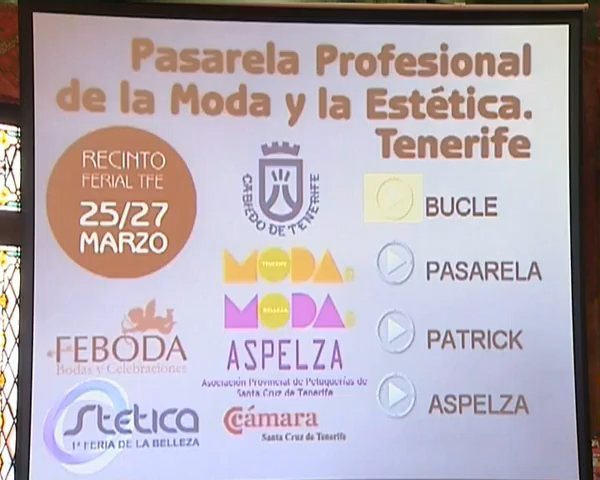 Pasarela Profesional
de la Moda y la Estética.
Tenerife
RECINTO
FERIAL TFE
25/27
MARZO
CABILDO DE TENERIFE
BUCLE
PASARELA
PATRICK
ASPELZA
TENERIFE
MODA
BELLEZA
MODA
FEBODA
Bodas y Celebraciones
ASPELZA
Asociación Provincial de Peluquerías de
Santa Cruz de Tenerife
Stetica
1ª FERIA DE LA BELLEZA
Cámara
Santa Cruz de Tenerife